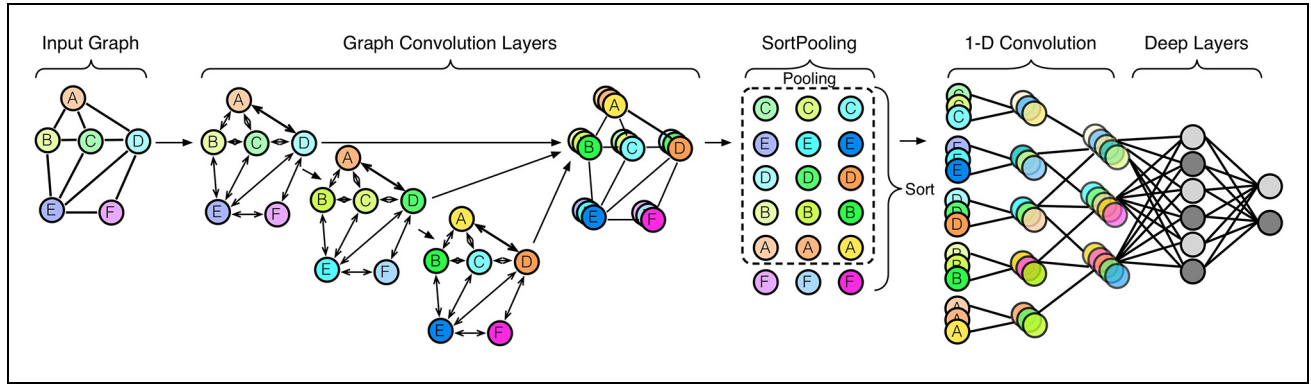 Input Graph
Graph Convolution Layers
SortPooling
1-D Convolution
Deep Layers
Pooling
Sort
A
B C D
E F
A
B C D
E F
A
B C D
E F
A
B C D
E F
A
B C D
E F
C C C
E E E
D D D
B B B
A A A
F F F
C
C
C
E
E
E
D
D
D
B
B
B
A
A
A